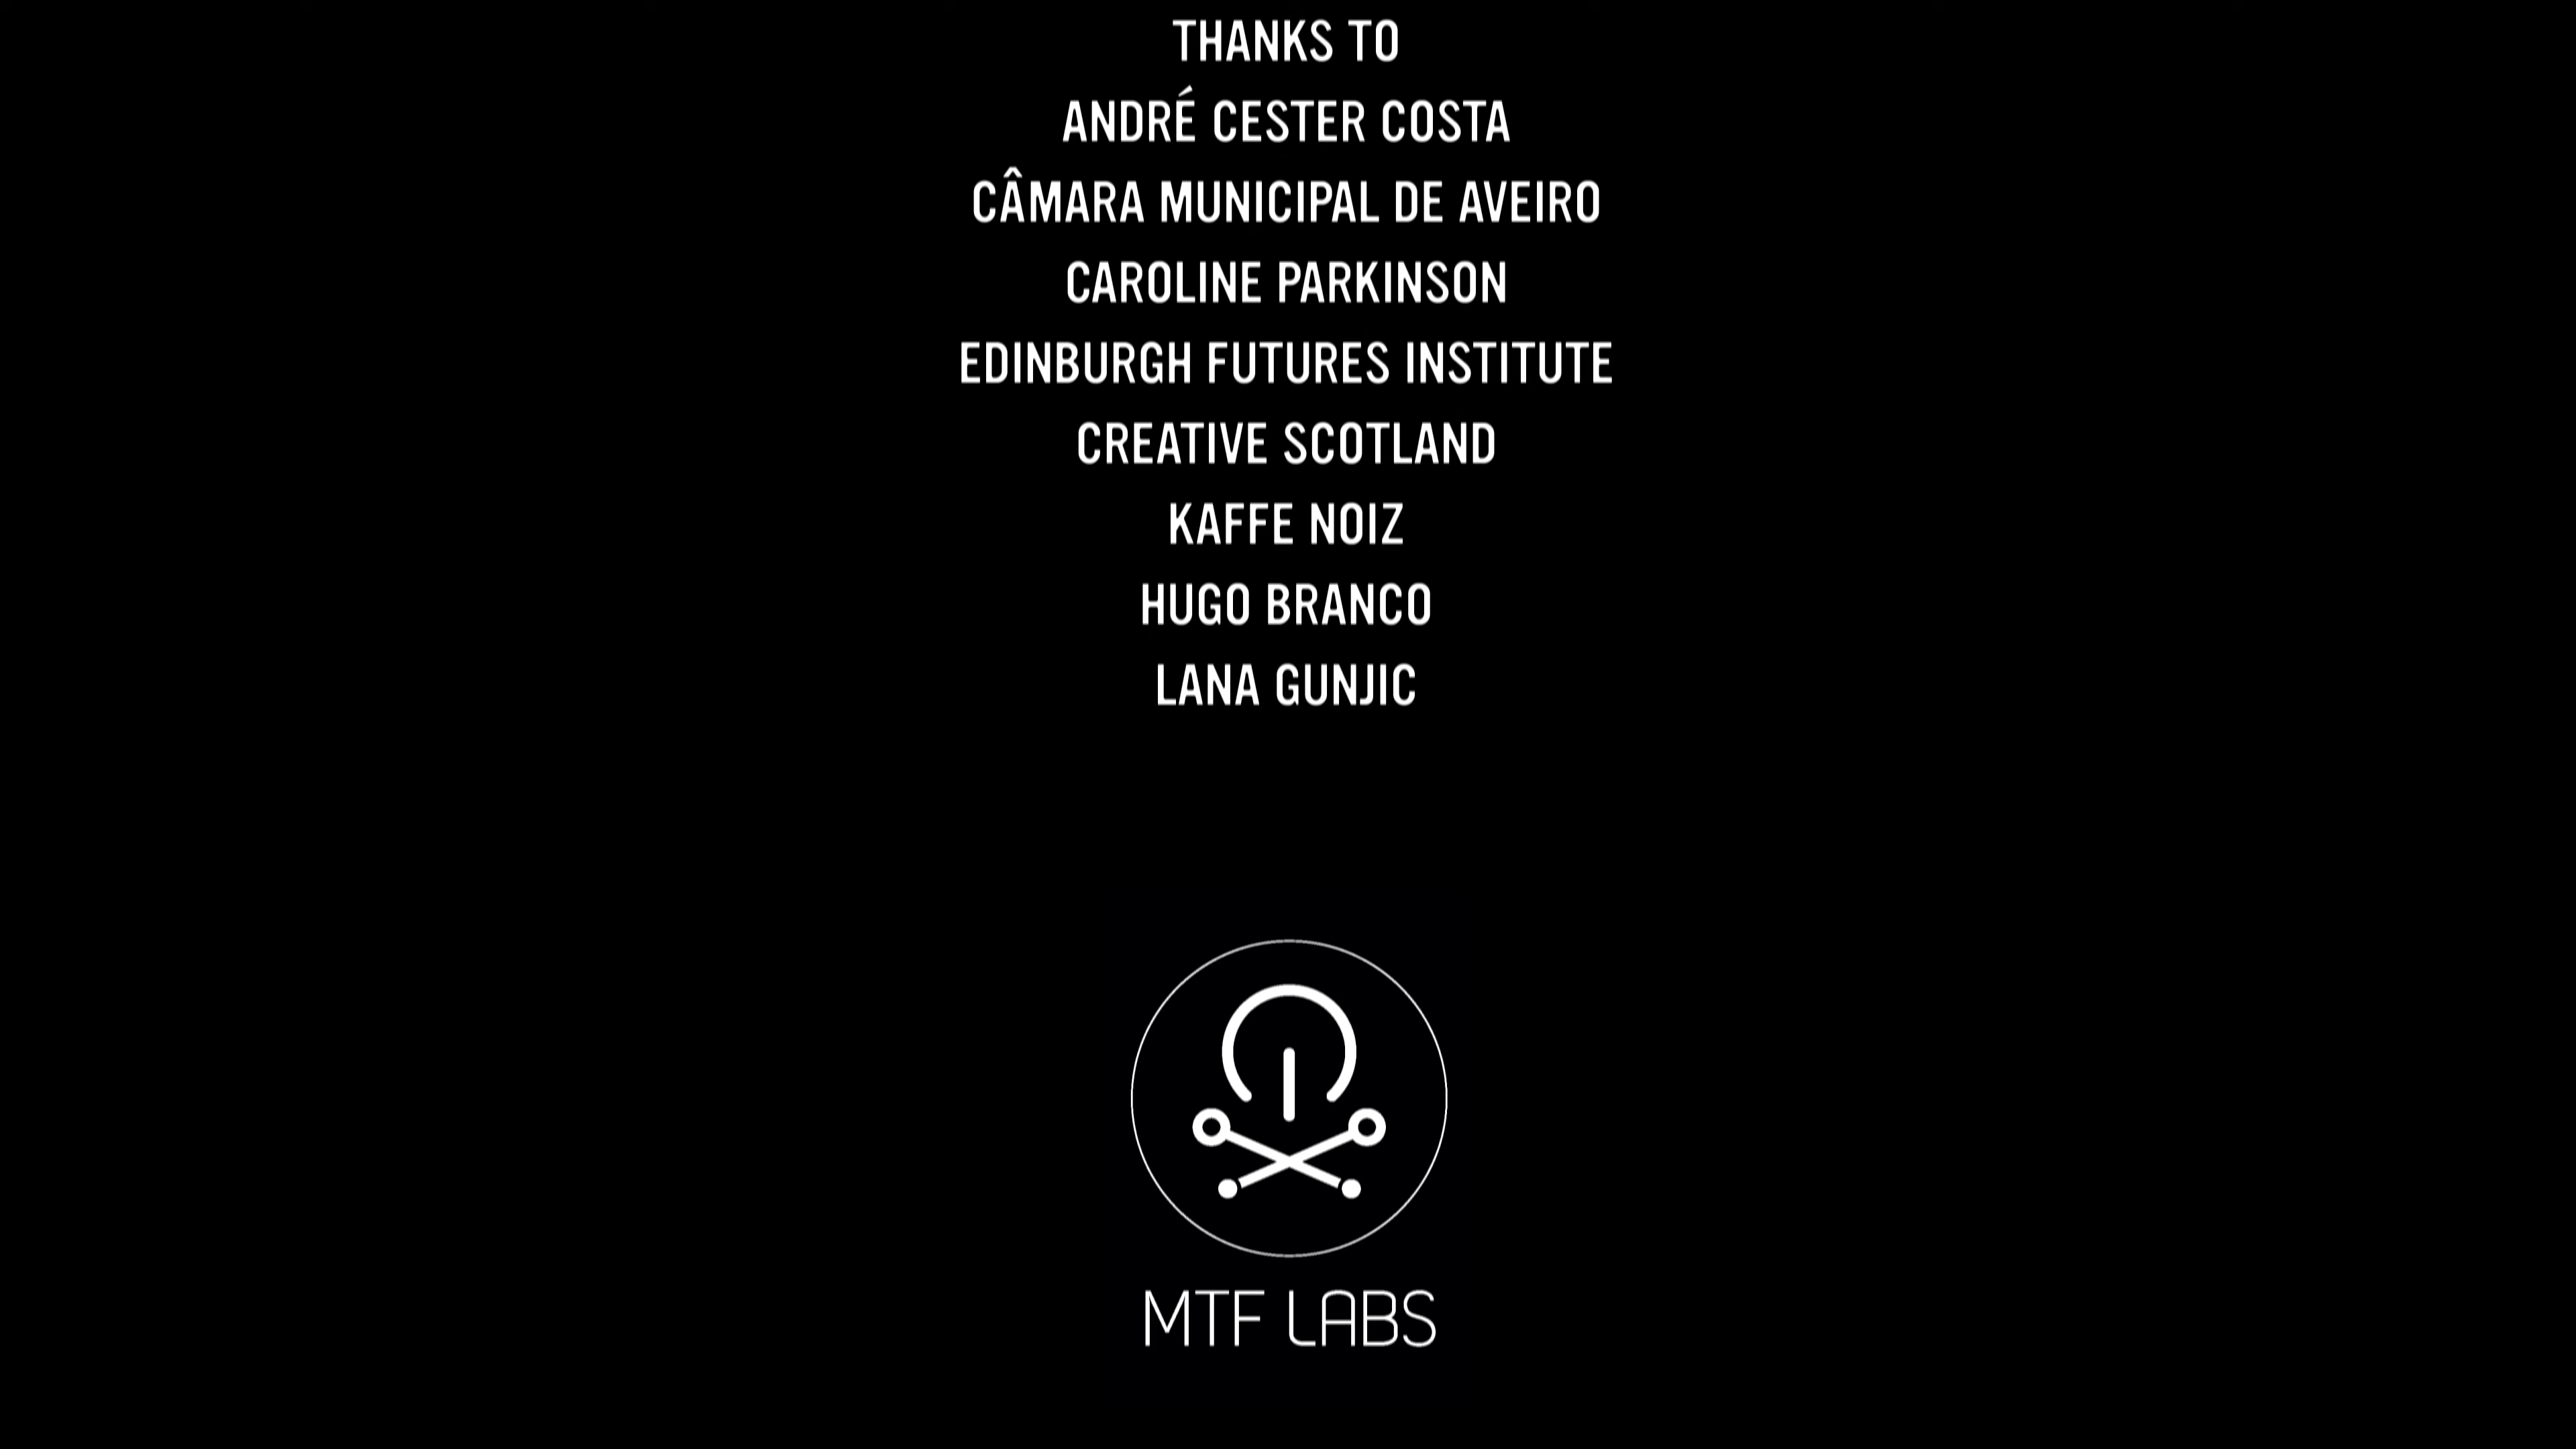 THANKS TO
ANDRÉ CESTER COSTA
CÂMARA MUNICIPAL DE AVEIRO
CAROLINE PARKINSON
EDINBURGH FUTURES INSTITUTE
CREATIVE SCOTLAND
KAFFE NOIZ
HUGO BRANCO
LANA GUNJIC
MTF LABS